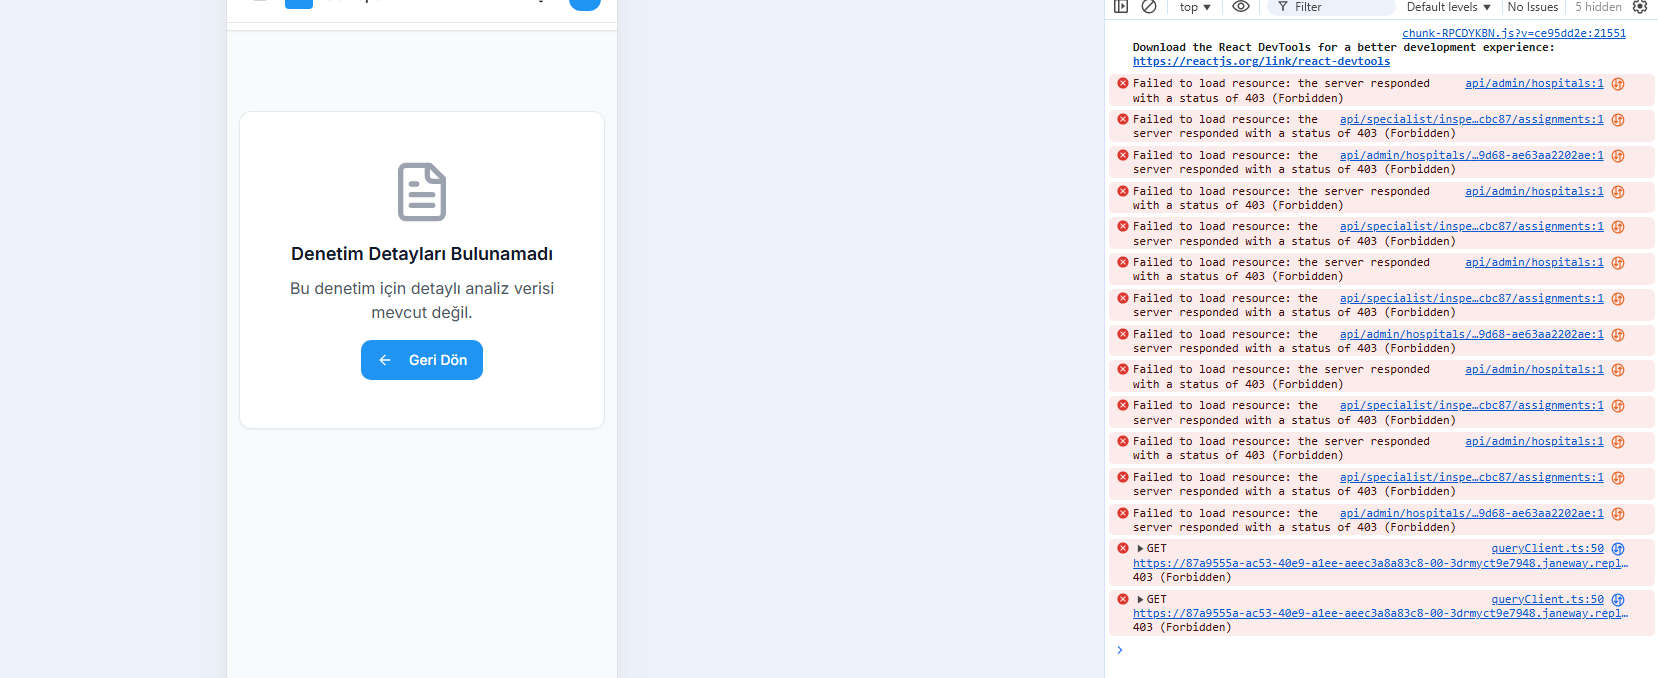 Denetim Detayları Bulunamadı
Bu denetim için detaylı analiz verisi
mevcut değil.
Geri Dön
top
Filter
Default levels
No Issues
5 hidden
chunk-RPCDYKBN.js?v=ce95dd2e:21551
Download the React DevTools for a better development experience:
https://reactjs.org/link/react-devtools
Failed to load resource: the server responded api/admin/hospitals:1
with a status of 403 (Forbidden)
Failed to load resource: the api/specialist/inspe…cbc87/assignments:1
server responded with a status of 403 (Forbidden)
Failed to load resource: the api/admin/hospitals/…9d68-ae63aa2202ae:1
server responded with a status of 403 (Forbidden)
Failed to load resource: the server responded api/admin/hospitals:1
with a status of 403 (Forbidden)
Failed to load resource: the api/specialist/inspe…cbc87/assignments:1
server responded with a status of 403 (Forbidden)
Failed to load resource: the server responded api/admin/hospitals:1
with a status of 403 (Forbidden)
Failed to load resource: the api/specialist/inspe…cbc87/assignments:1
server responded with a status of 403 (Forbidden)
Failed to load resource: the api/admin/hospitals/…9d68-ae63aa2202ae:1
server responded with a status of 403 (Forbidden)
Failed to load resource: the server responded api/admin/hospitals:1
with a status of 403 (Forbidden)
Failed to load resource: the api/specialist/inspe…cbc87/assignments:1
server responded with a status of 403 (Forbidden)
Failed to load resource: the server responded api/admin/hospitals:1
with a status of 403 (Forbidden)
Failed to load resource: the api/specialist/inspe…cbc87/assignments:1
server responded with a status of 403 (Forbidden)
Failed to load resource: the api/admin/hospitals/…9d68-ae63aa2202ae:1
server responded with a status of 403 (Forbidden)
GET queryClient.ts:50
https://87a9555a-ac53-40e9-a1ee-aeec3a8a83c8-00-3drmyct9e7948.janeway.repl…
403 (Forbidden)
GET queryClient.ts:50
https://87a9555a-ac53-40e9-a1ee-aeec3a8a83c8-00-3drmyct9e7948.janeway.repl…
403 (Forbidden)